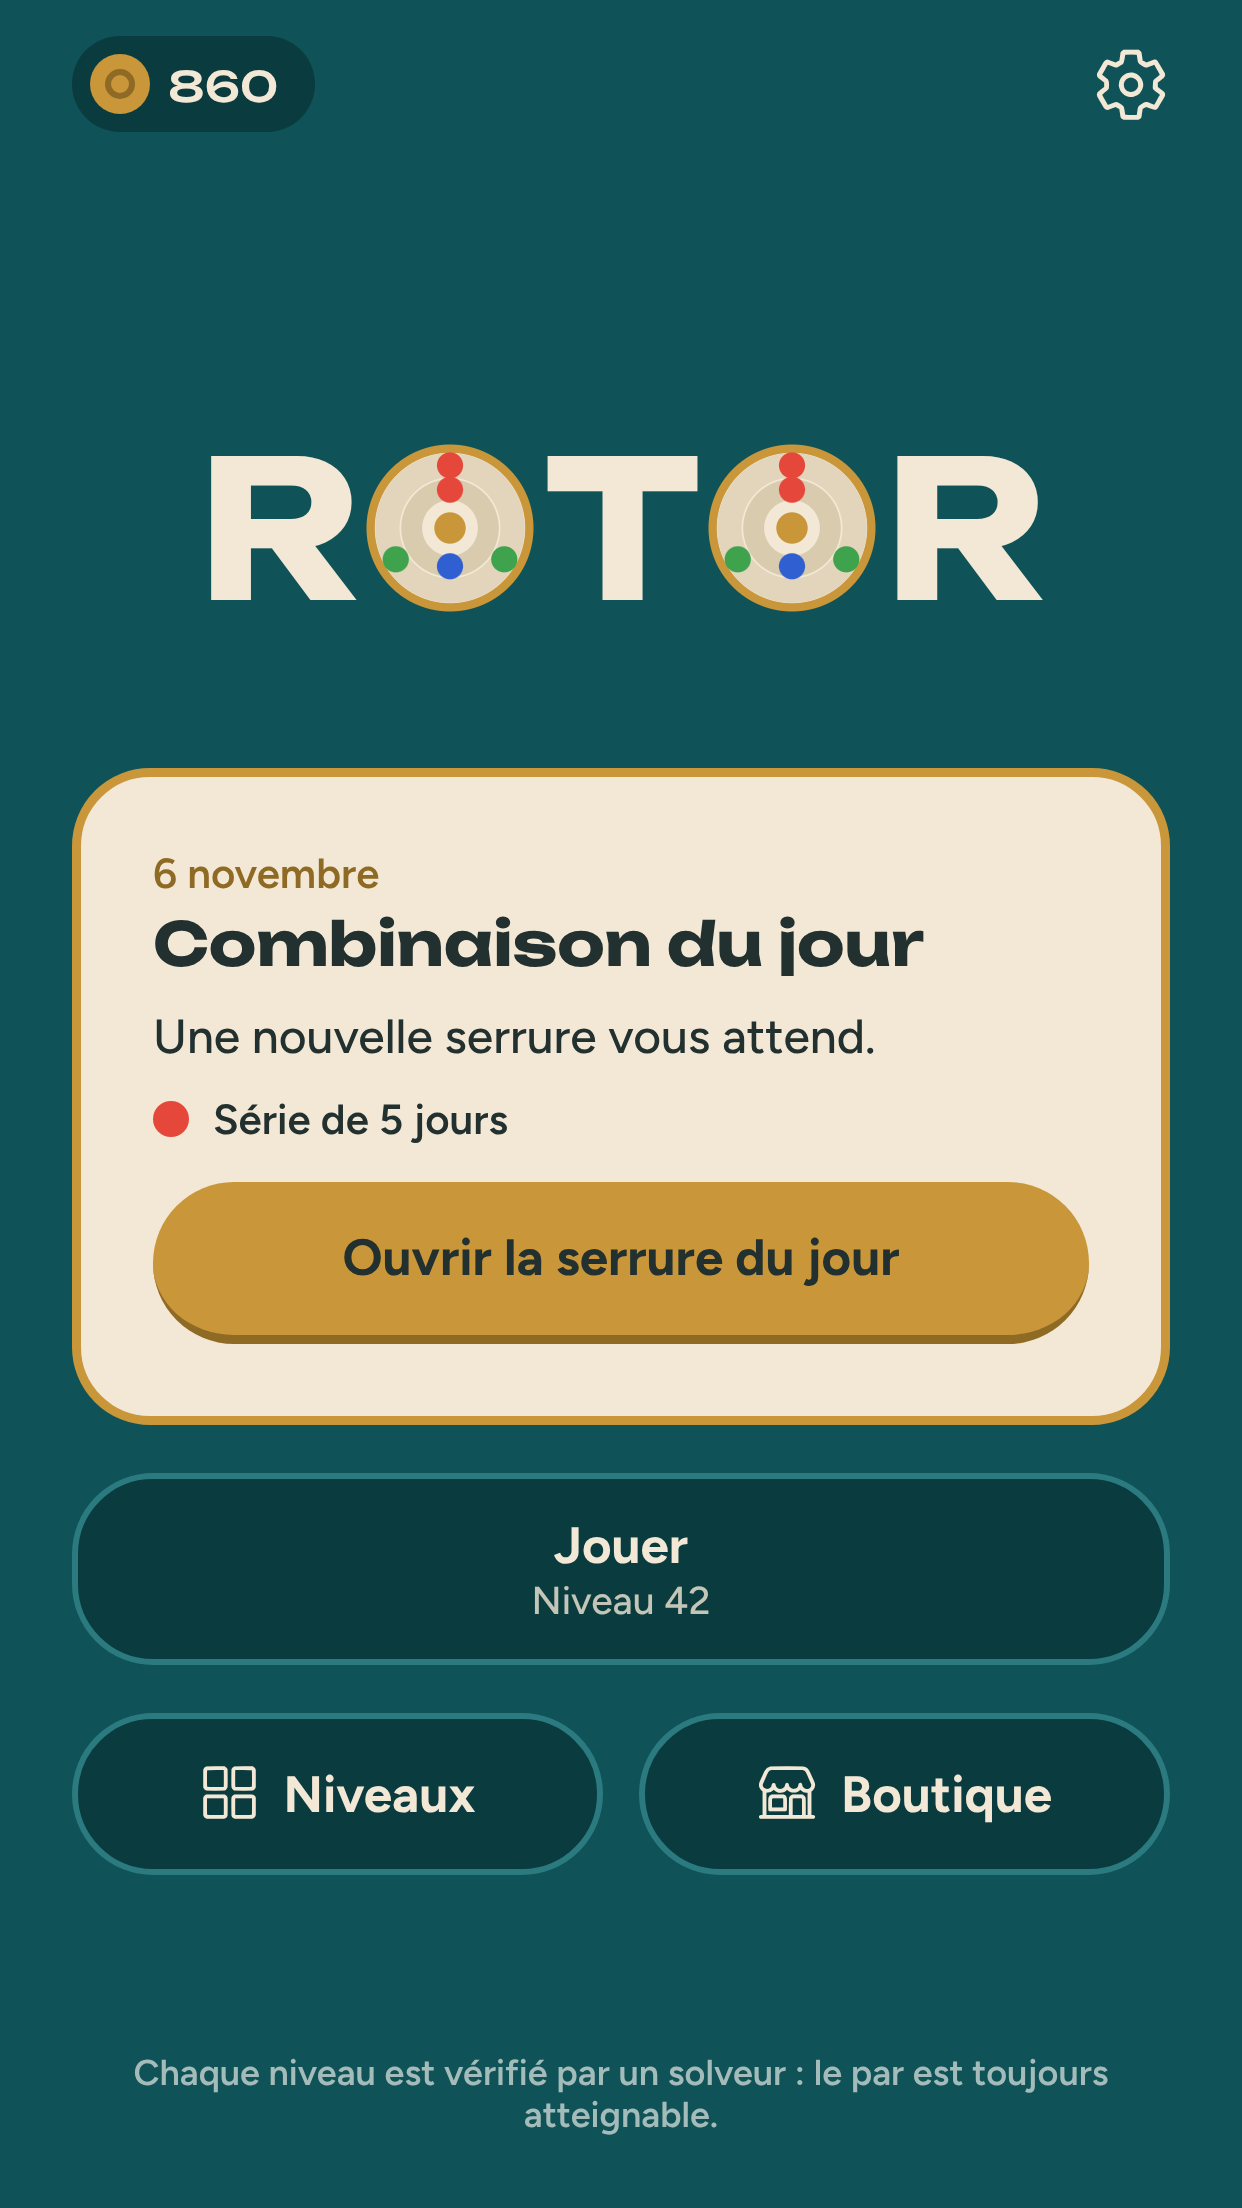 860
ROTOR
6 novembre
Combinaison du jour
Une nouvelle serrure vous attend.
Série de 5 jours
Ouvrir la serrure du jour
Jouer
Niveau 42
Niveaux
Boutique
Chaque niveau est vérifié par un solveur : le par est toujours
atteignable.